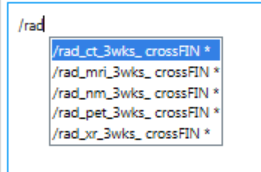 /rad
/rad_ct_3wks_ crossFIN *
/rad_mri_3wks_ crossFIN *
/rad_nm_3wks_ crossFIN *
/rad_pet_3wks_ crossFIN *
/rad_xr_3wks_ crossFIN *